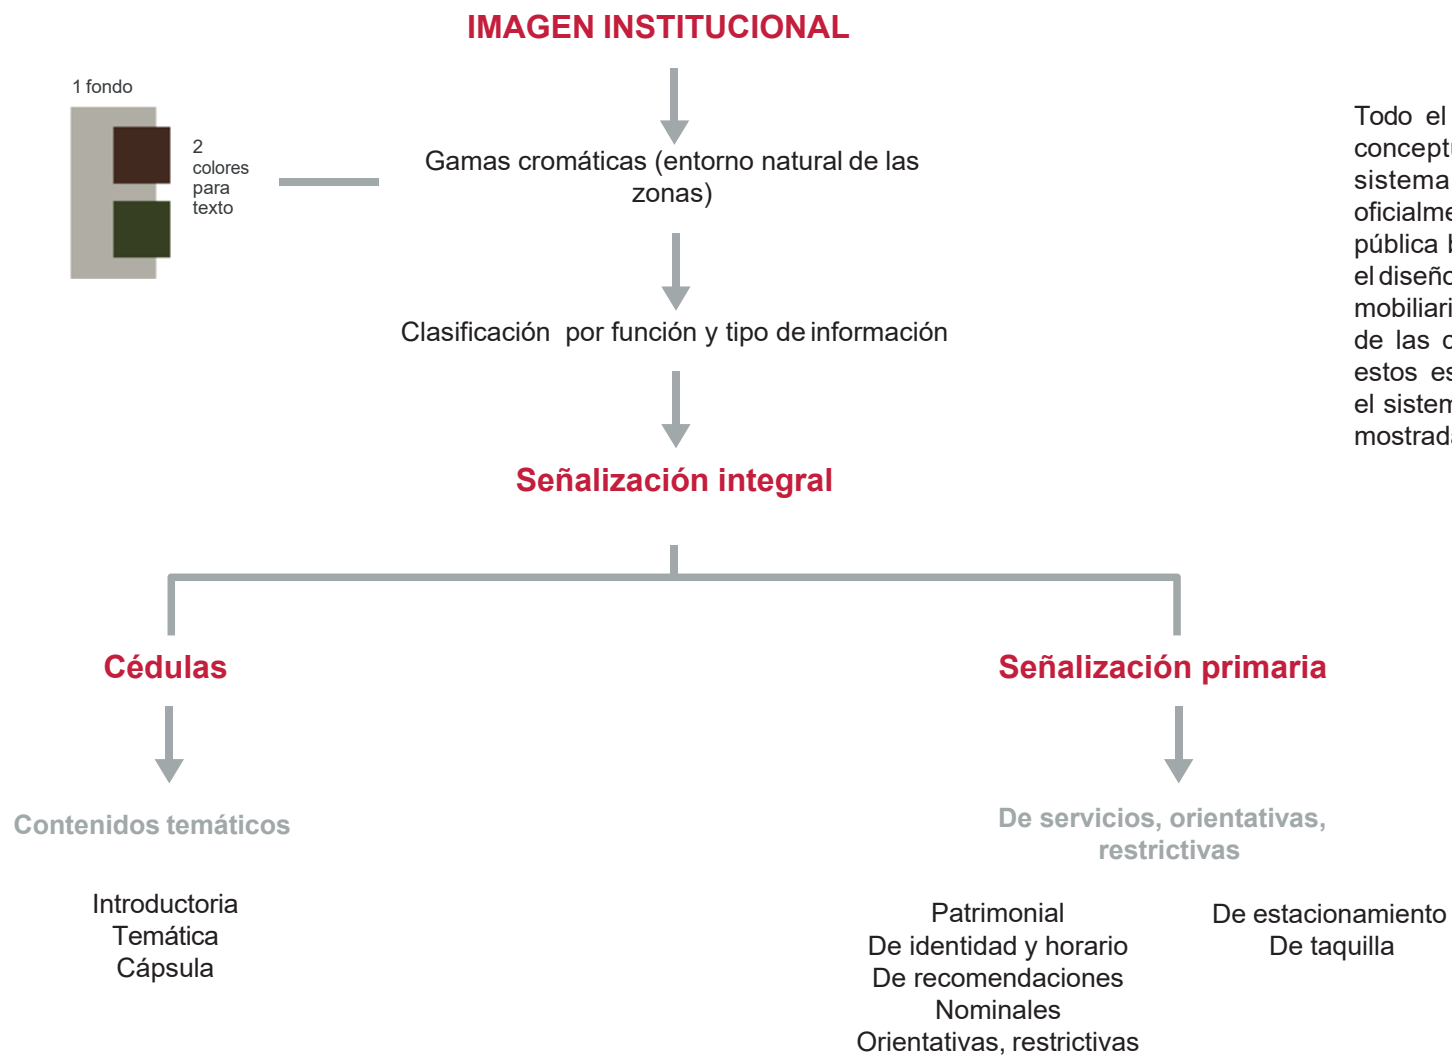 IMAGEN INSTITUCIONAL
1 fondo
2
colores
para
texto
Gamas cromáticas (entorno natural de las
zonas)
Clasificación por función y tipo de información
Señalización integral
Todo el
sistema
pública
el diseño
de las
estos
el
Cédulas
Contenidos temáticos
Introductoria
Temática
Cápsula
Señalización primaria
De servicios, orientativas,
restrictivas
Patrimonial
De identidad y horario
De recomendaciones
Nominales
Orientativas, restrictivas
De estacionamiento
De taquilla